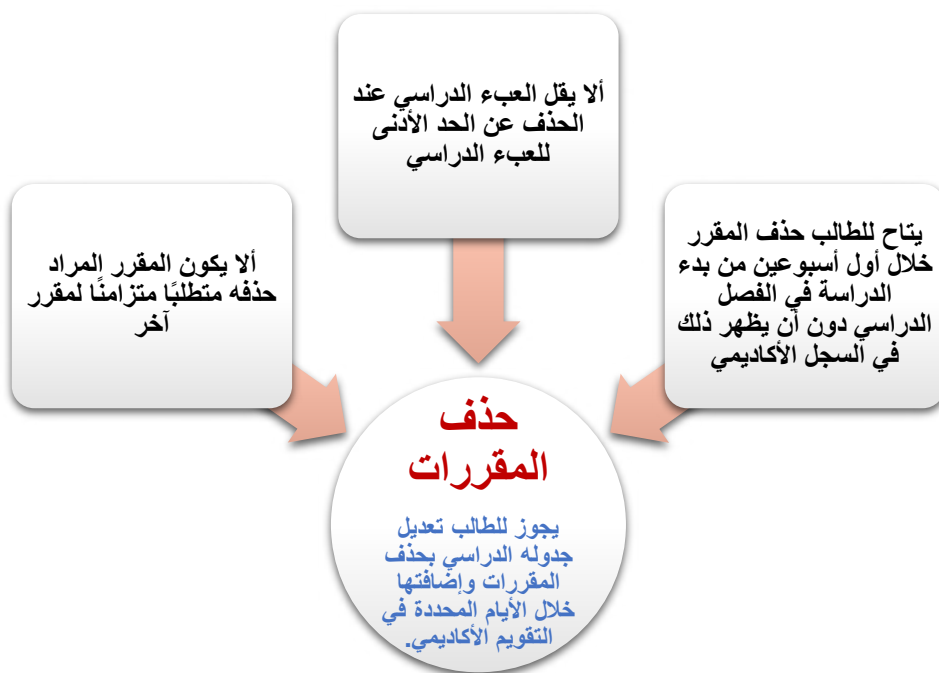 ألا يقل العبء الدراسي عند
الحذف عن الحد الأدنى
للعبء الدراسي
يتاح للطالب حذف المقرر
خلال أول أسبوعين من بدء
الدراسة في الفصل
الدراسي دون أن يظهر ذلك
في السجل الأكاديمي
ألا يكون المقرر المراد
حذفه متطلبًا متزامنًا لمقرر
آخر
حذف
المقررات
يجوز للطالب تعديل
جدوله الدراسي بحذف
المقررات وإضافتها
خلال الأيام المحددة في
التقويم الأكاديمي.